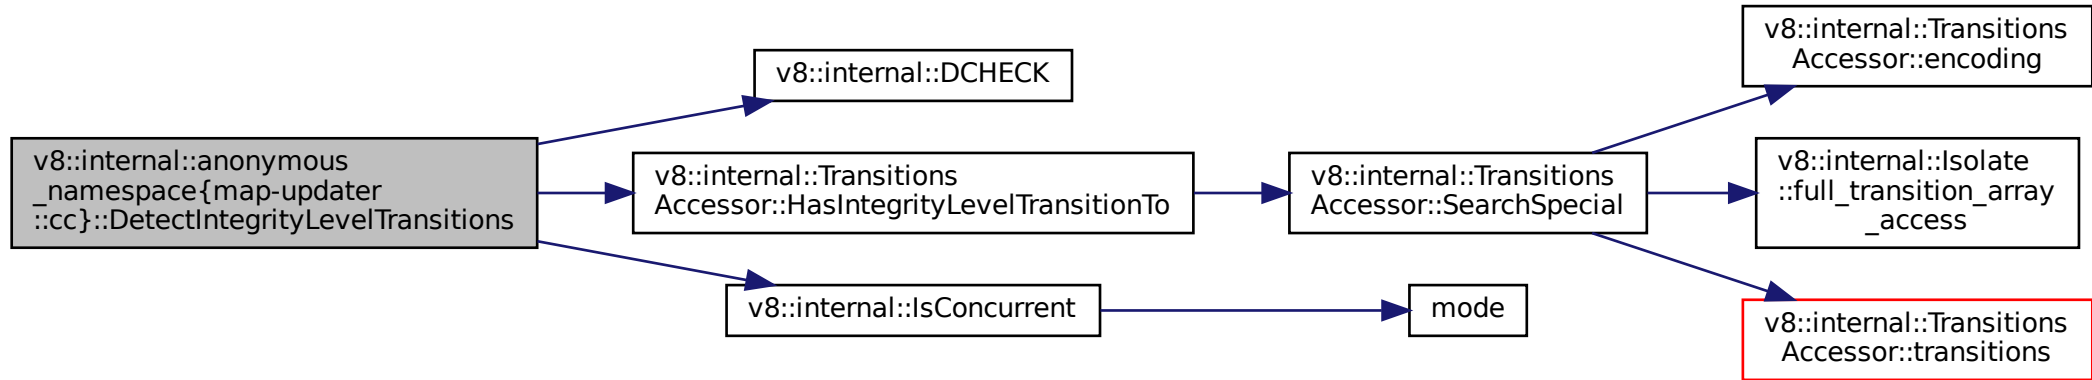 v8::internal::anonymous
_namespace{map-updater
::cc}::DetectIntegrityLevelTransitions
v8::internal::DCHECK
v8::internal::Transitions
Accessor::HasIntegrityLevelTransitionTo
v8::internal::IsConcurrent
v8::internal::Transitions
Accessor::SearchSpecial
mode
v8::internal::Transitions
Accessor::encoding
v8::internal::Isolate
::full_transition_array
_access
v8::internal::Transitions
Accessor::transitions